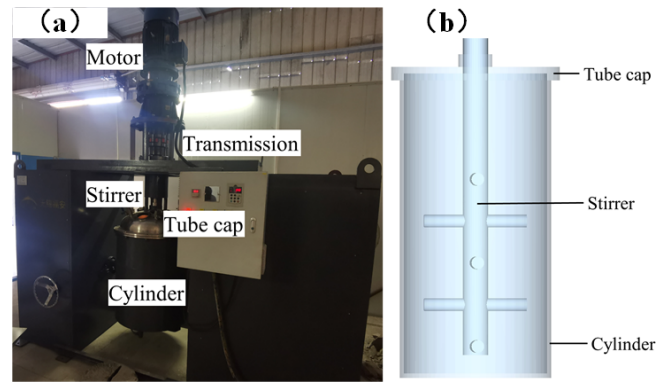 (a)
Motor
Transmission
Stirrer
Tube cap
Cylinder
(b)
Tube cap
Stirrer
Cylinder